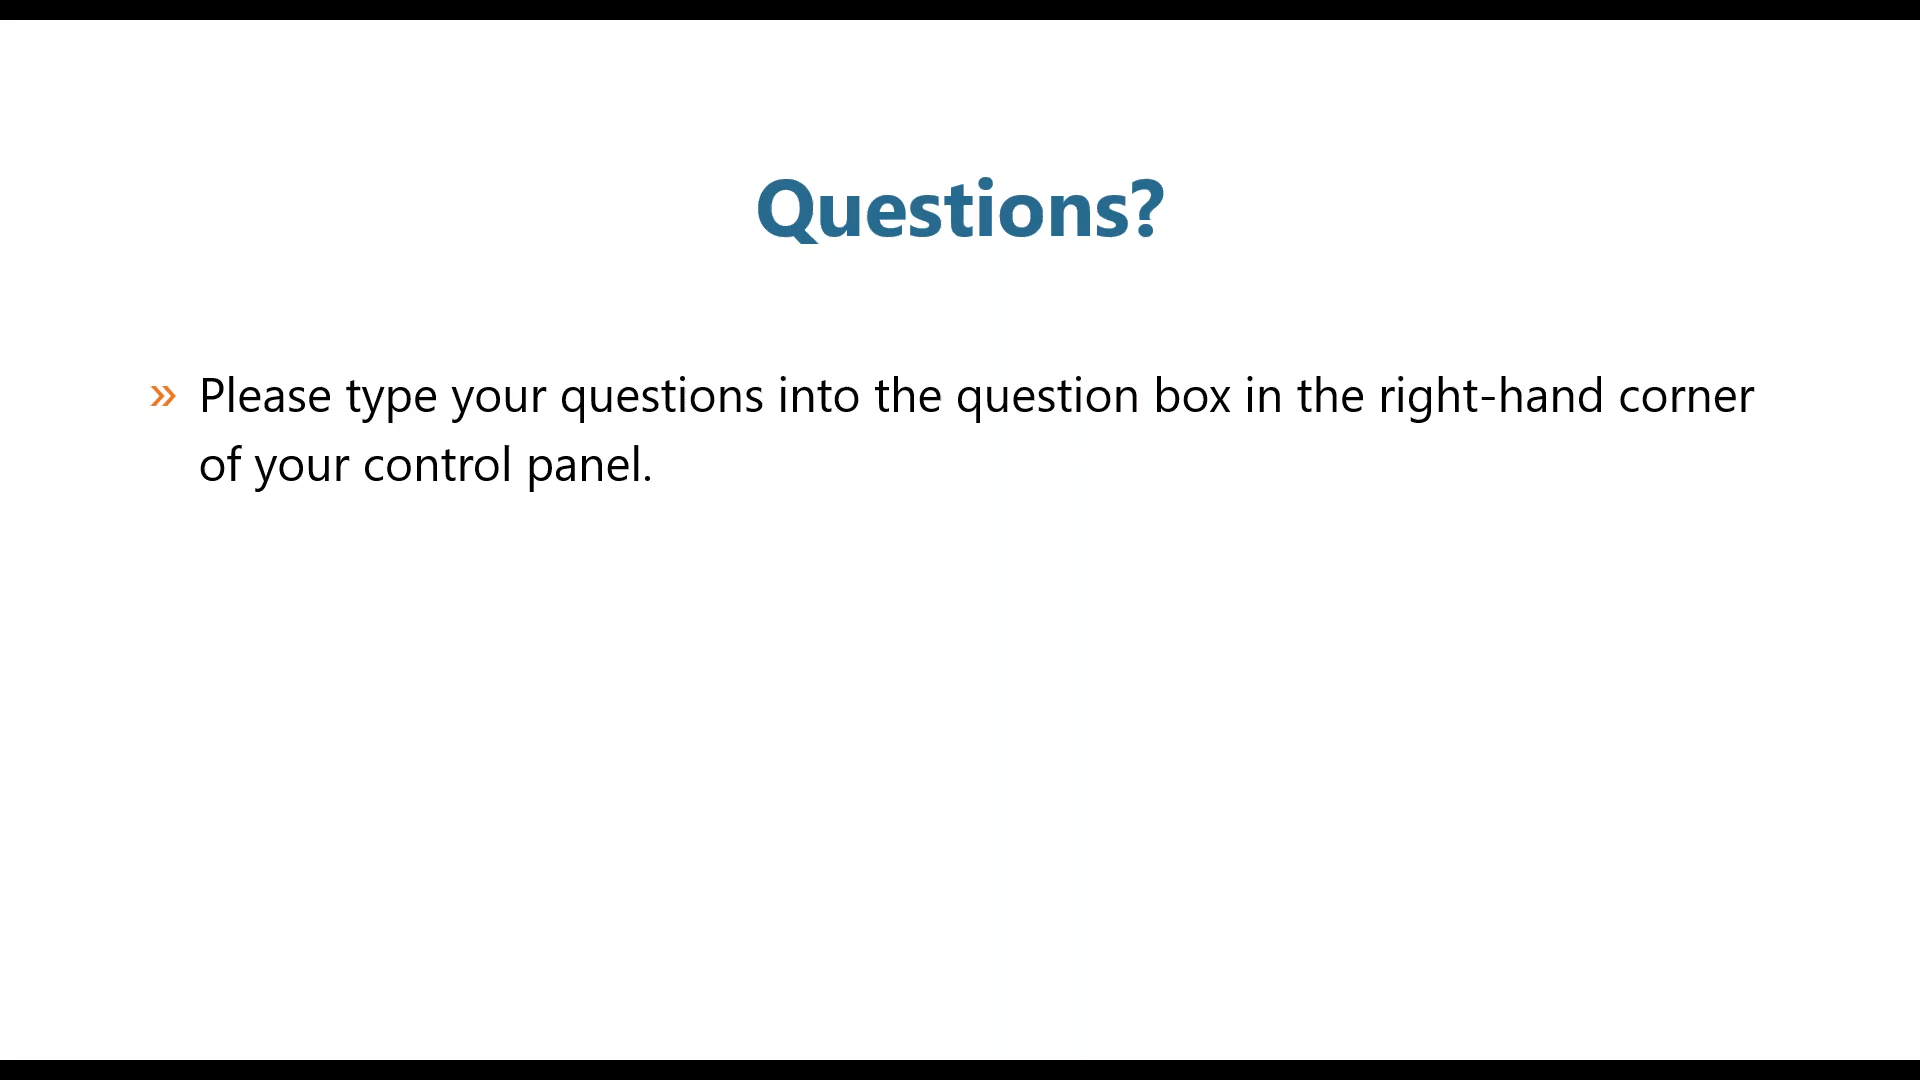 Questions?
» Please type your questions into the question box in the right-hand corner
of your control panel.